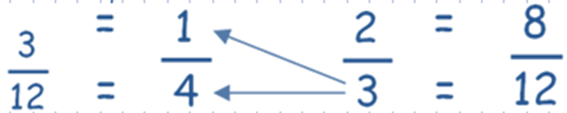 3/12 = 1/4 2/3 = 8/12
= =